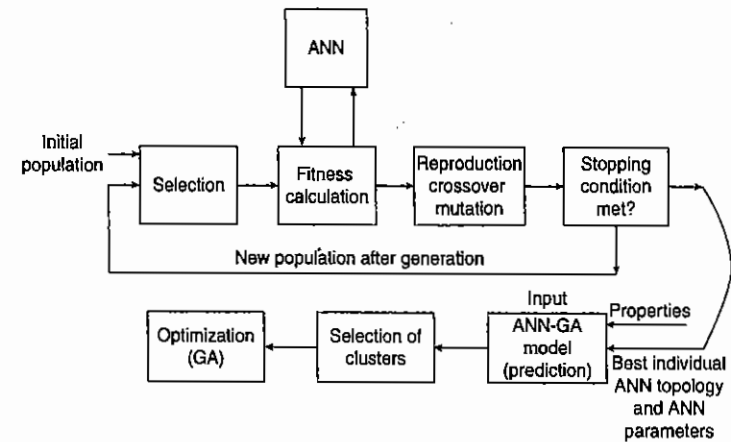 ANN
Initial
population
Selection
Fitness
calculation
Reproduction
crossover
mutation
Stopping
condition
met?
New population after generation
Input
Properties
Optimization
(GA)
Selection of
clusters
ANN-GA
model
(prediction)
Best individual
ANN topology
and ANN
parameters